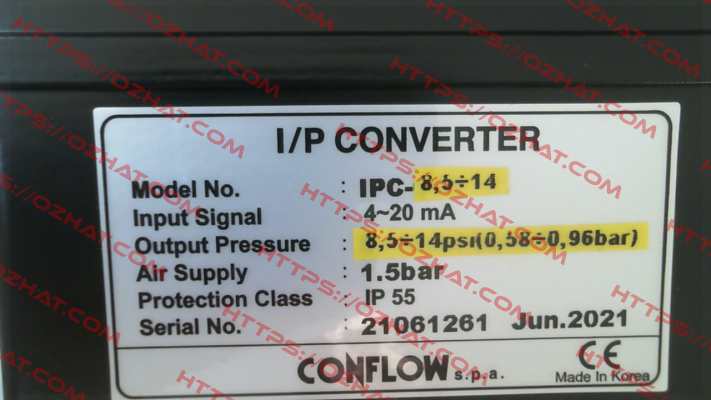 I/P CONVERTER
Model No. : IPC- 8,5÷14
Input Signal : 4~20 mA
Output Pressure : 8,5÷14psi(0,58÷0,96bar)
Air Supply : 1.5bar
Protection Class : IP 55
Serial No. : 21061261 Jun.2021
CONFLOW s.p.a. CE
Made In Korea
HTTPS://OZHAT.COM